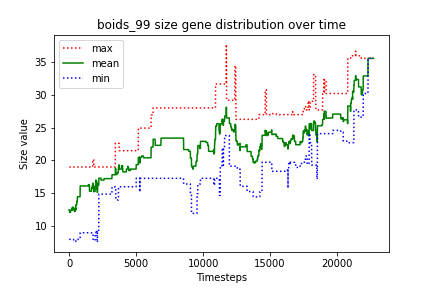 boids_99 size gene distribution over time
max
mean
min
Size value
35
30
25
20
15
10
0
5000
10000
15000
20000
Timesteps